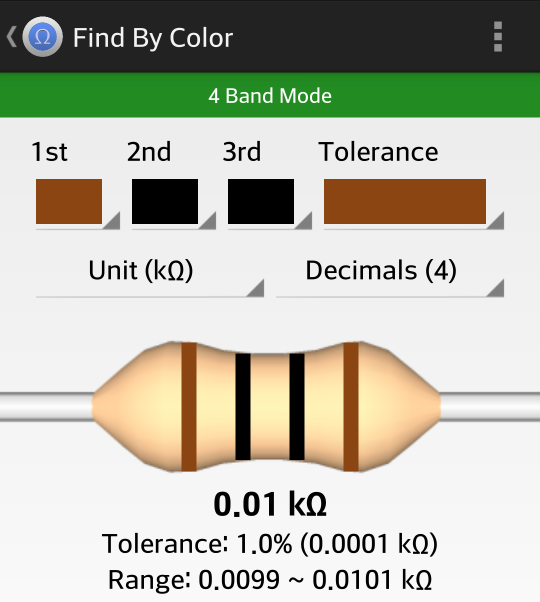 Ω Find By Color
4 Band Mode
1st 2nd 3rd Tolerance
Unit (kΩ) Decimals (4)
0.01 kΩ
Tolerance: 1.0% (0.0001 kΩ)
Range: 0.0099 ~ 0.0101 kΩ